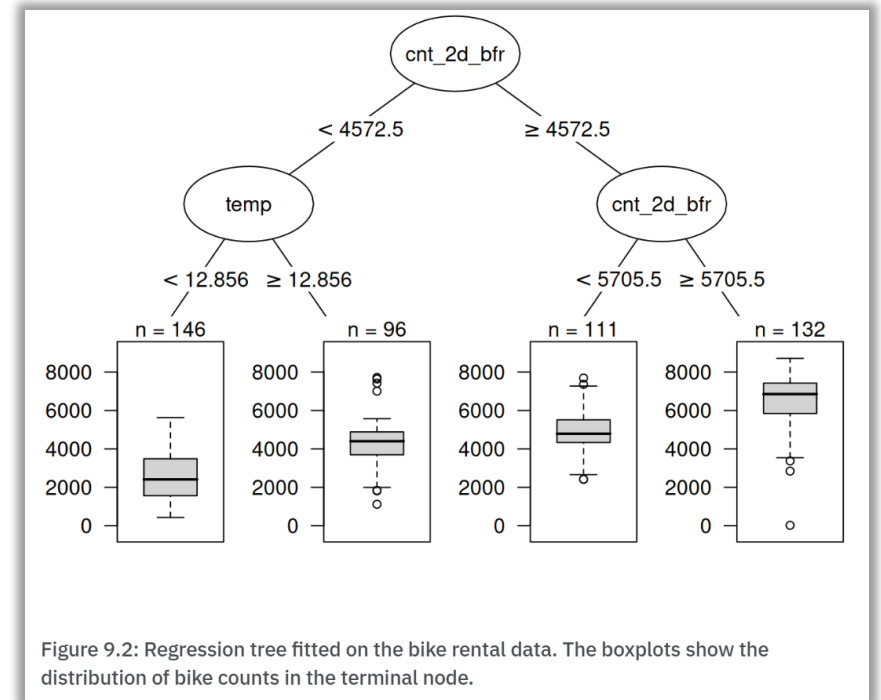 cnt_2d_bfr
< 4572.5 ≥ 4572.5
temp cnt_2d_bfr
< 12.856 ≥ 12.856 < 5705.5 ≥ 5705.5
n = 146 n = 96 n = 111 n = 132
8000 8000 8000 8000
6000 6000 6000 6000
4000 4000 4000 4000
2000 2000 2000 2000
0 0 0 0
Figure 9.2: Regression tree fitted on the bike rental data. The boxplots show the
distribution of bike counts in the terminal node.